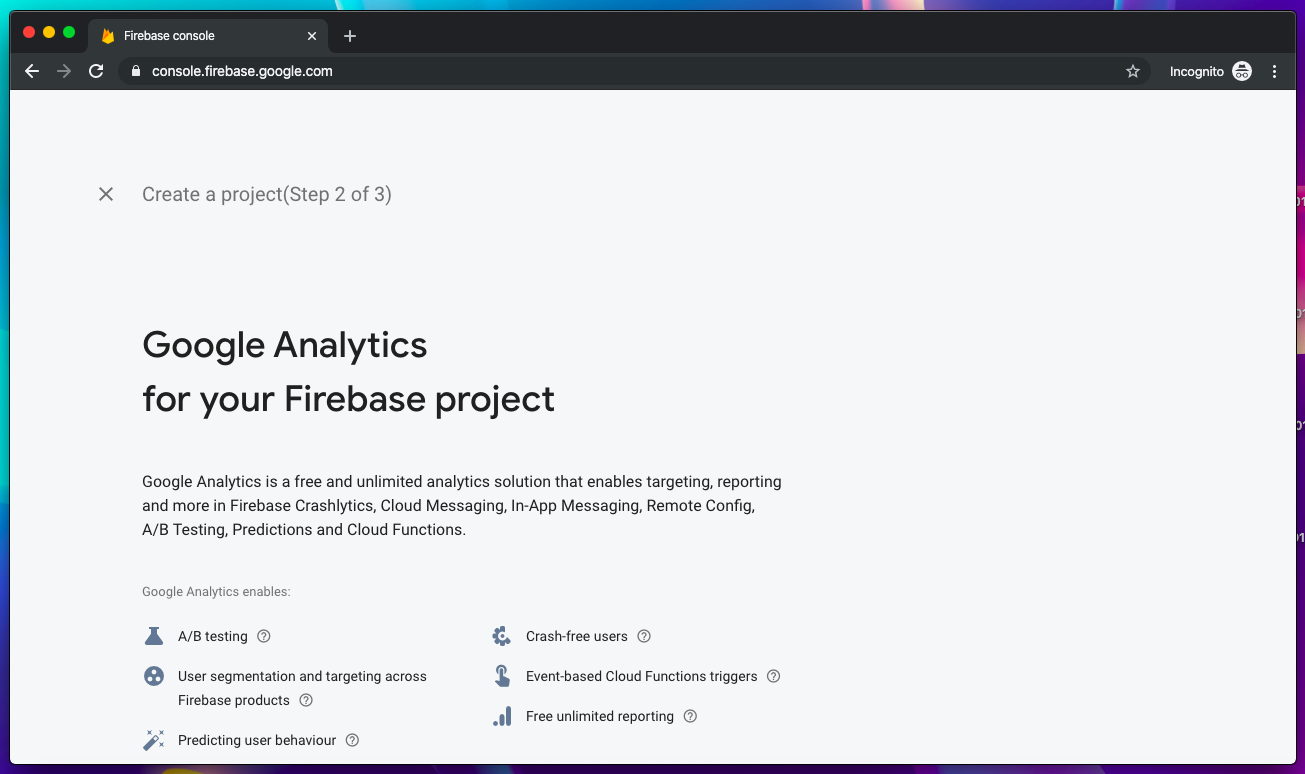 Firebase console
console.firebase.google.com
Incognito
Create a project(Step 2 of 3)
Google Analytics
for your Firebase project
Google Analytics is a free and unlimited analytics solution that enables targeting, reporting
and more in Firebase Crashlytics, Cloud Messaging, In-App Messaging, Remote Config,
A/B Testing, Predictions and Cloud Functions.
Google Analytics enables:
A/B testing
User segmentation and targeting across
Firebase products
Predicting user behaviour
Crash-free users
Event-based Cloud Functions triggers
Free unlimited reporting